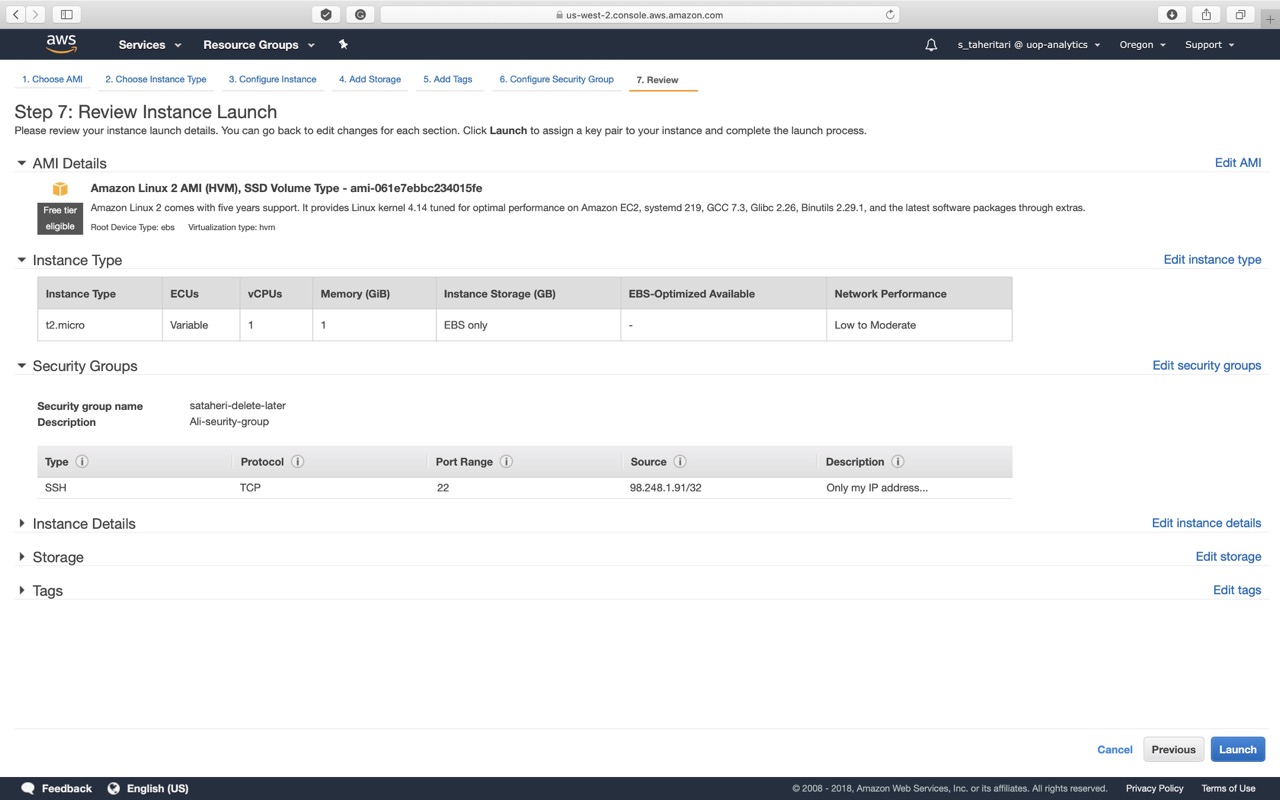 us-west-2.console.aws.amazon.com
aws Services Resource Groups s_taheritari @ uop-analytics Oregon Support
1. Choose AMI 2. Choose Instance Type 3. Configure Instance 4. Add Storage 5. Add Tags 6. Configure Security Group 7. Review
Step 7: Review Instance Launch
Please review your instance launch details. You can go back to edit changes for each section. Click Launch to assign a key pair to your instance and complete the launch process.
AMI Details Edit AMI
Amazon Linux 2 AMI (HVM), SSD Volume Type - ami-061e7ebbc234015fe
Free tier
eligible
Amazon Linux 2 comes with five years support. It provides Linux kernel 4.14 tuned for optimal performance on Amazon EC2, systemd 219, GCC 7.3, Glibc 2.26, Binutils 2.29.1, and the latest software packages through extras.
Root Device Type: ebs Virtualization type: hvm
Instance Type Edit instance type
Instance Type ECUs vCPUs Memory (GiB) Instance Storage (GB) EBS-Optimized Available Network Performance
t2.micro Variable 1 1 EBS only - Low to Moderate
Security Groups Edit security groups
Security group name sataheri-delete-later
Description Ali-seurity-group
Type Protocol Port Range Source Description
SSH TCP 22 98.248.1.91/32 Only my IP address...
Instance Details Edit instance details
Storage Edit storage
Tags Edit tags
Cancel Previous Launch
Feedback English (US) © 2008 - 2018, Amazon Web Services, Inc. or its affiliates. All rights reserved. Privacy Policy Terms of Use